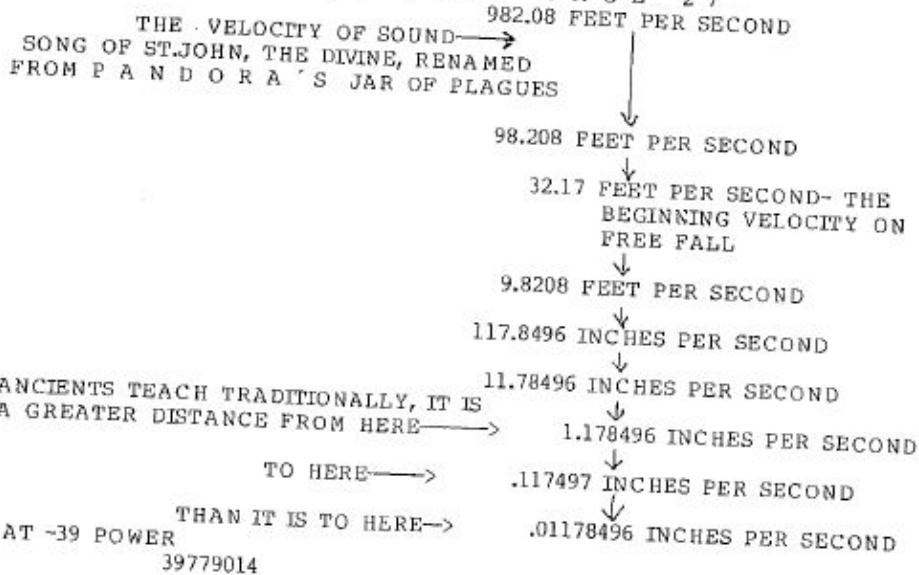 982.08 FEET PER SECOND
THE VELOCITY OF SOUND
SONG OF ST.JOHN, THE DIVINE, RENAMED
FROM P A N D O R A ´S JAR OF PLAGUES
98.208 FEET PER SECOND
32.17 FEET PER SECOND- THE
BEGINNING VELOCITY ON
FREE FALL
9.8208 FEET PER SECOND
117.8496 INCHES PER SECOND
11.78496 INCHES PER SECOND
ANCIENTS TEACH TRADITIONALLY, IT IS
A GREATER DISTANCE FROM HERE
1.178496 INCHES PER SECOND
TO HERE
.117497 INCHES PER SECOND
THAN IT IS TO HERE
.01178496 INCHES PER SECOND
AT -39 POWER
39779014